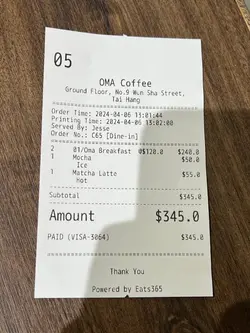 05
OMA Coffee
Ground Floor, No.9 Wun Sha Street,
Tai Hang
Order Time: 2024-04-06 13:01:44
Printing Time: 2024-04-06 13:02:00
Served By: Jesse
Order No.: C65 [Dine-in]
2 01/Oma Breakfast @$120.0 $240.0
1 Mocha $50.0
Ice
1 Matcha Latte $55.0
Hot
Subtotal $345.0
Amount $345.0
PAID (VISA-3064) $345.0
Thank You
Powered by Eats365